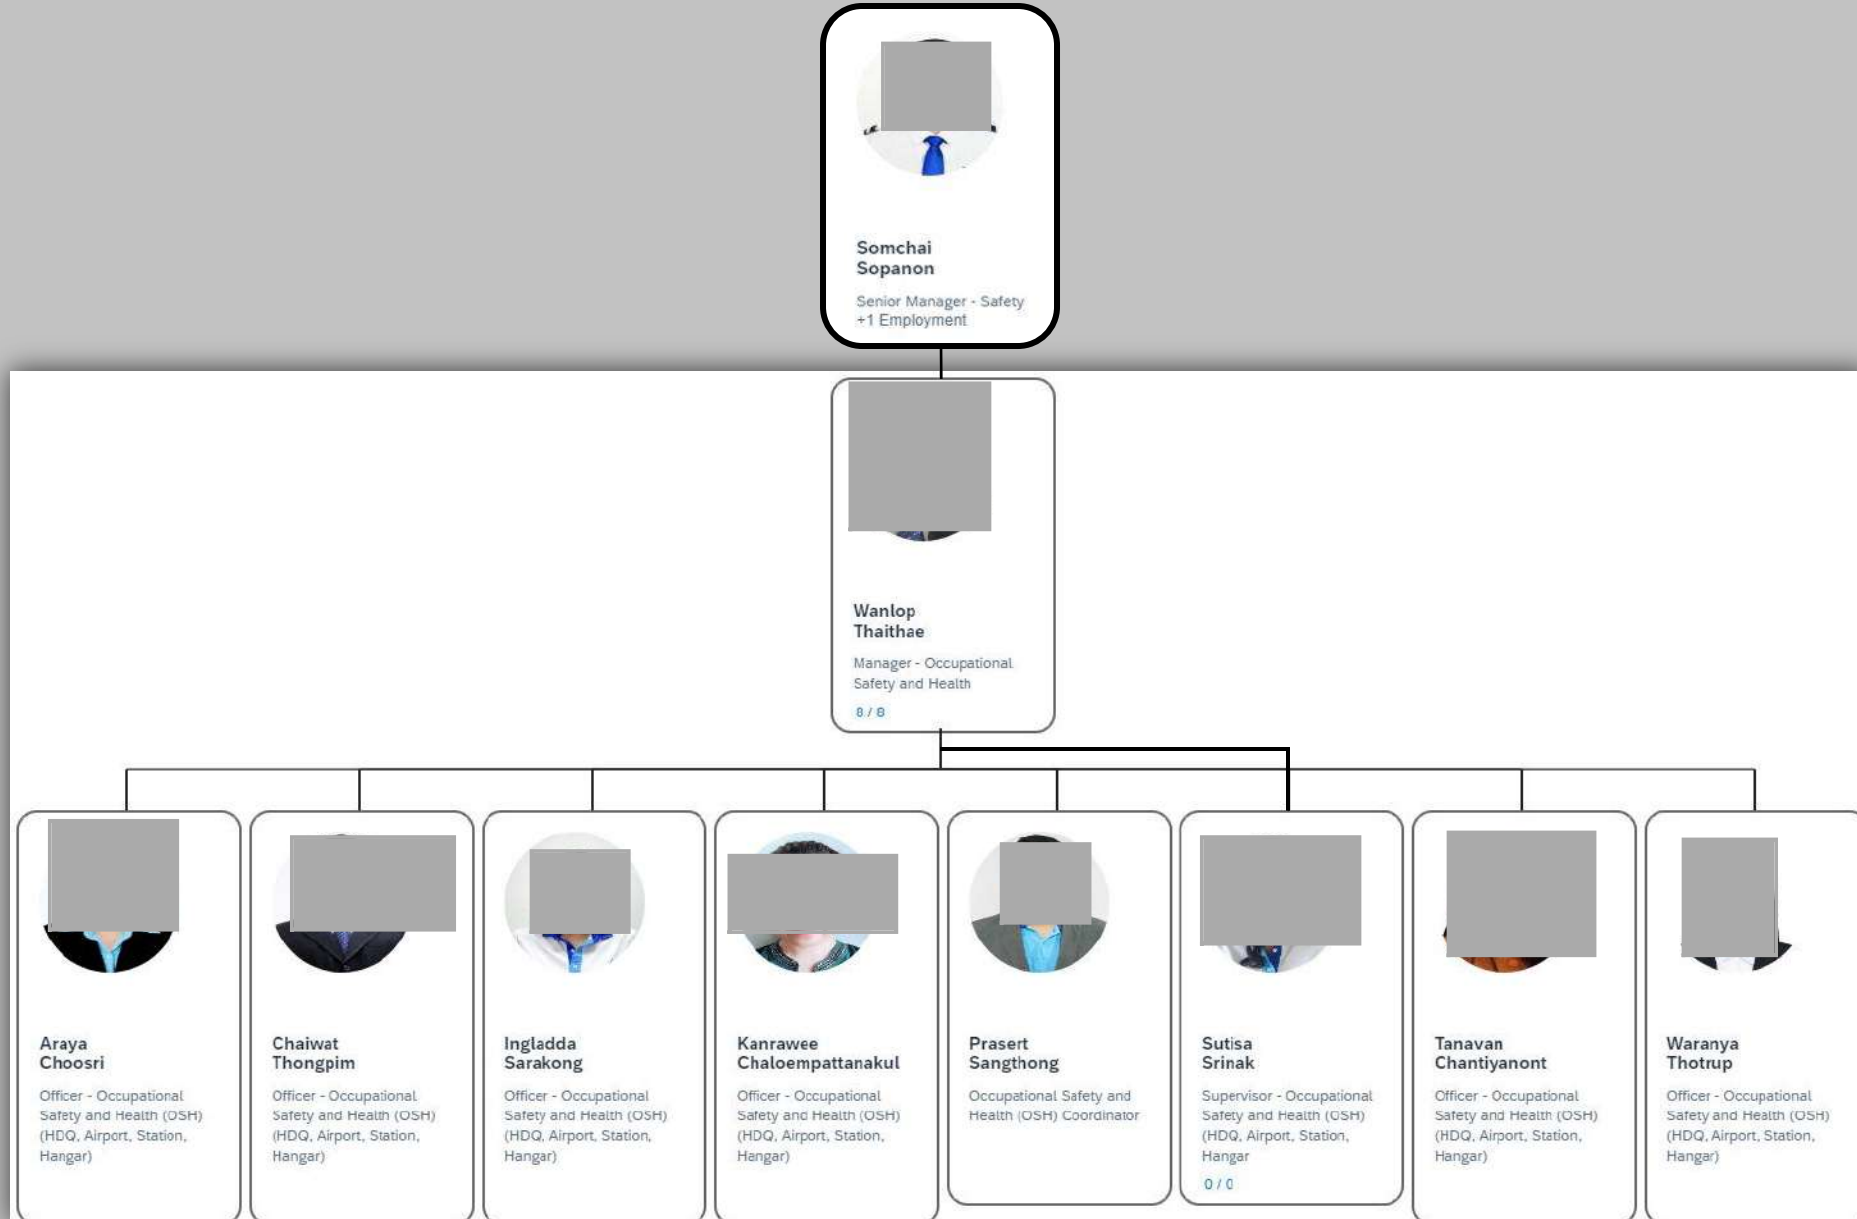 Somchai
Sopanon
Senior Manager - Safety
+1 Employment
Wanlop
Thaithae
Manager - Occupational
Safety and Health
8 / 8
Araya
Choosri
Officer - Occupational
Safety and Health (OSH)
(HDQ, Airport, Station,
Hangar)
Chaiwat
Thongpim
Officer - Occupational
Safety and Health (OSH)
(HDQ, Airport, Station,
Hangar)
Ingladda
Sarakong
Officer - Occupational
Safety and Health (OSH)
(HDQ, Airport, Station,
Hangar)
Kanrawee
Chaloempattanakul
Officer - Occupational
Safety and Health (OSH)
(HDQ, Airport, Station,
Hangar)
Prasert
Sangthong
Occupational Safety and
Health (OSH) Coordinator
Sutisa
Srinak
Supervisor - Occupational
Safety and Health (OSH)
(HDQ, Airport, Station,
Hangar
0 / 0
Tanavan
Chantiyanont
Officer - Occupational
Safety and Health (OSH)
(HDQ, Airport, Station,
Hangar)
Waranya
Thotrup
Officer - Occupational
Safety and Health (OSH)
(HDQ, Airport, Station,
Hangar)